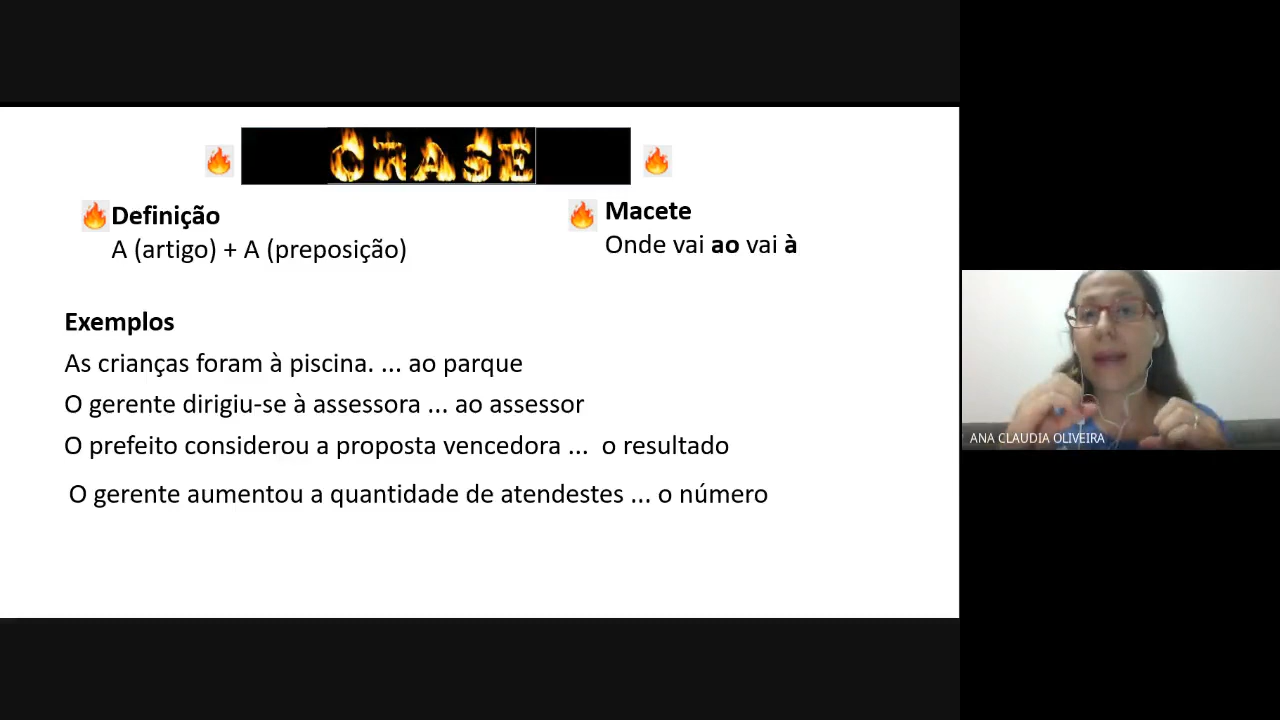 CRASE
Definição
A (artigo) + A (preposição)
Macete
Onde vai ao vai à
Exemplos
As crianças foram à piscina. ... ao parque
O gerente dirigiu-se à assessora ... ao assessor
O prefeito considerou a proposta vencedora ... o resultado
O gerente aumentou a quantidade de atendestes ... o número
ANA CLAUDIA OLIVEIRA